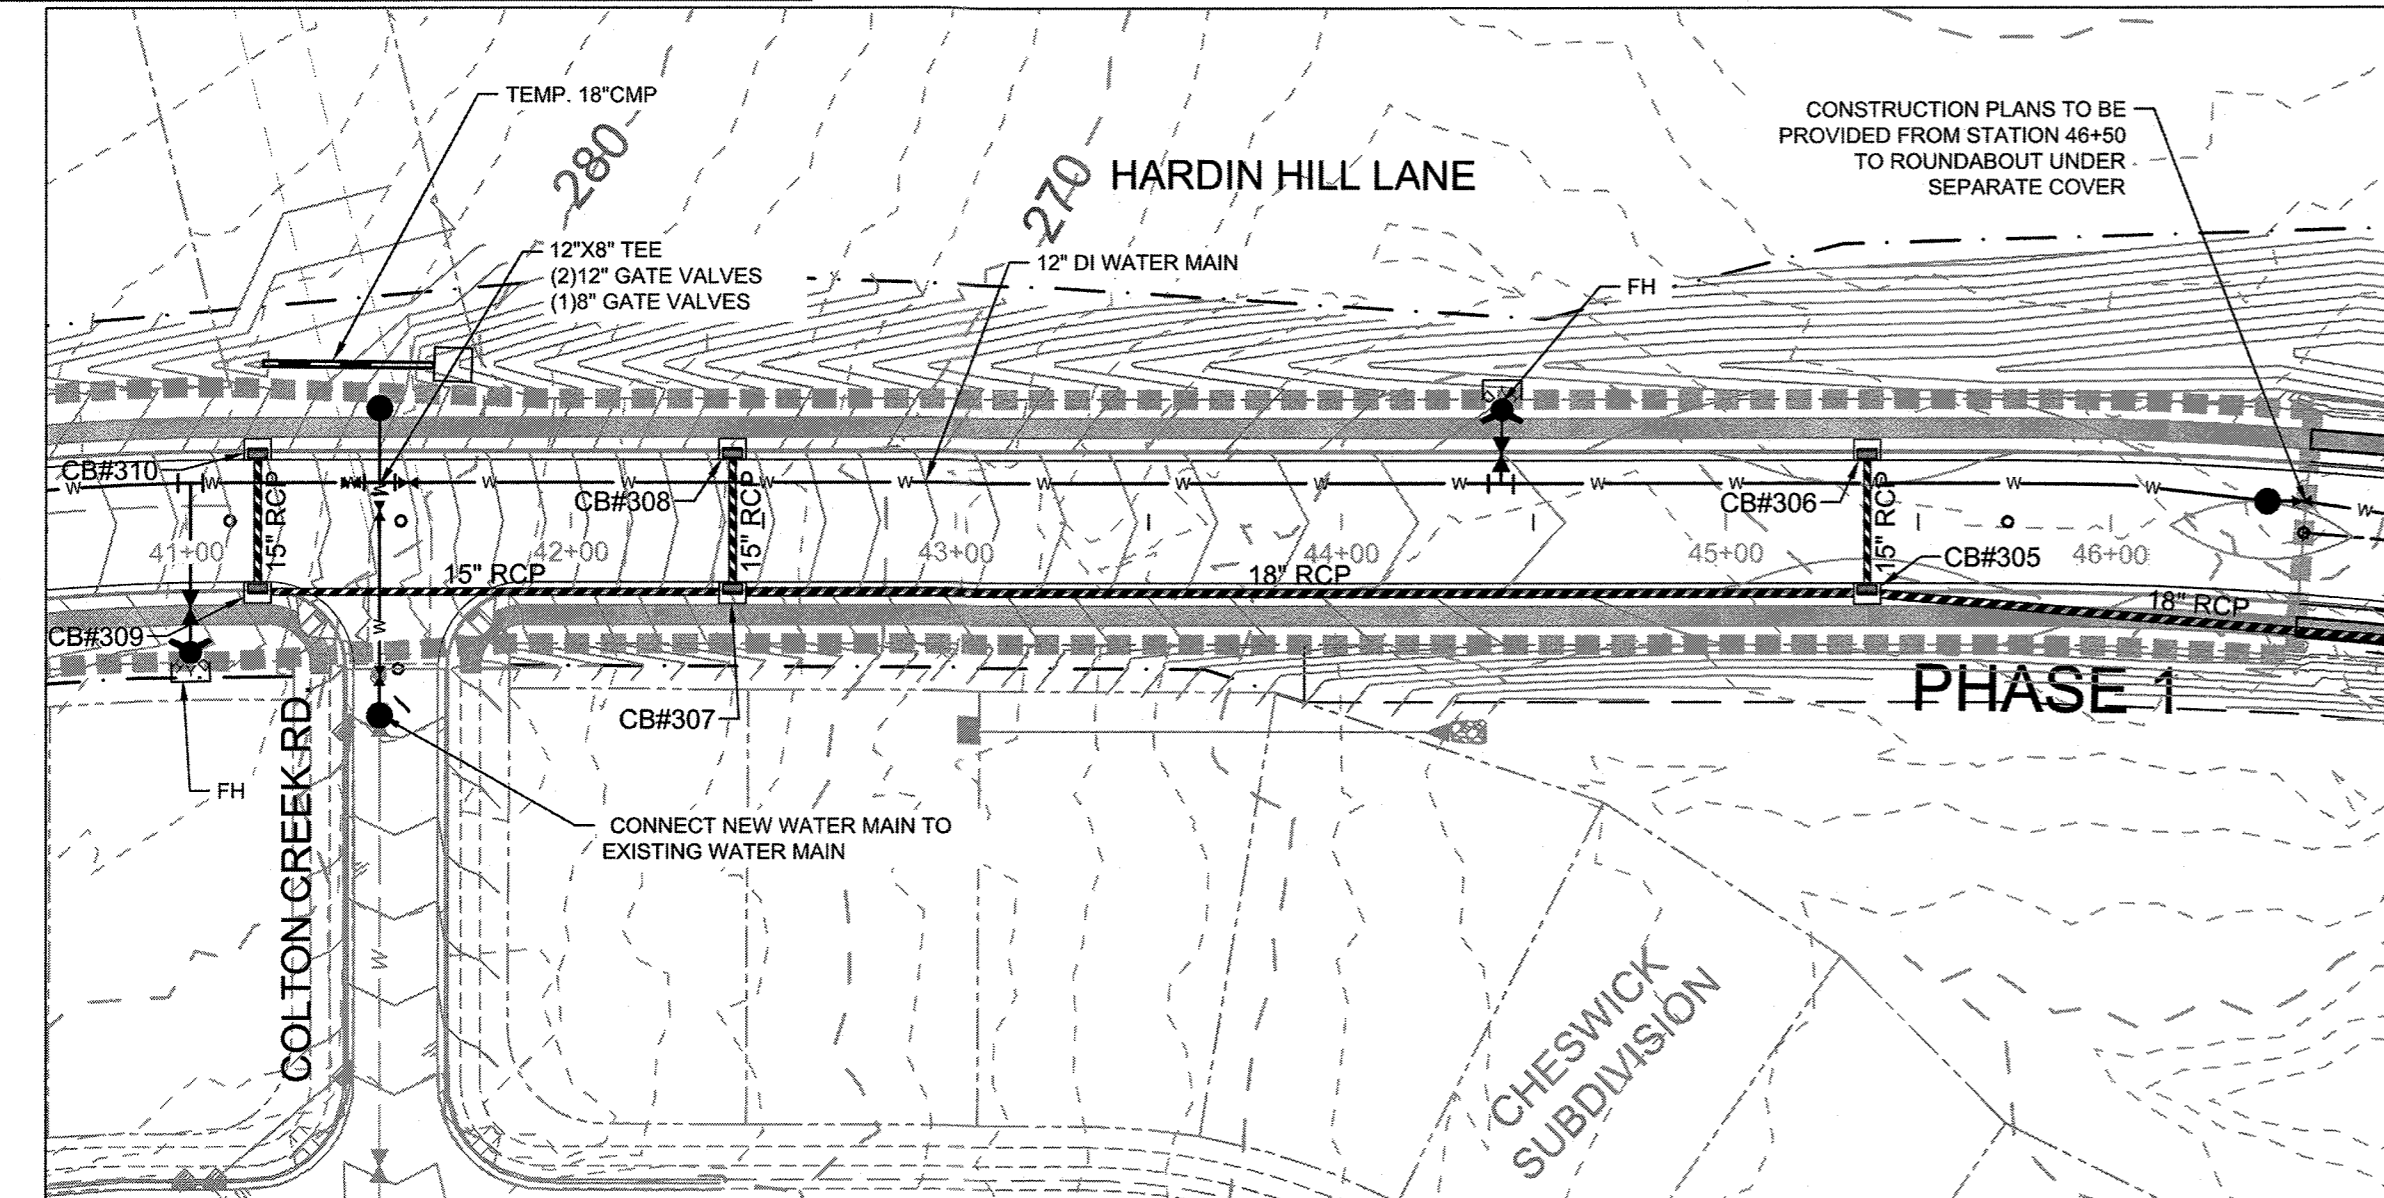 TEMP. 18"CMP
280
270
HARDIN HILL LANE
CONSTRUCTION PLANS TO BE
PROVIDED FROM STATION 46+50
TO ROUNDABOUT UNDER
SEPARATE COVER
12"X8" TEE
(2)12" GATE VALVES
(1)8" GATE VALVES
12" DI WATER MAIN
FH
CB#310
W W W W W W W W W W W W W
CB#308
CB#306
15" RCP
15" RCP
15" RCP
41+00
42+00
43+00
44+00
45+00
46+00
CB#305
15" RCP
18" RCP
18" RCP
CB#309
W
W
CB#307
PHASE 1
FH
COLTON CREEK RD.
CONNECT NEW WATER MAIN TO
EXISTING WATER MAIN
W
CHESWICK
SUBDIVISION